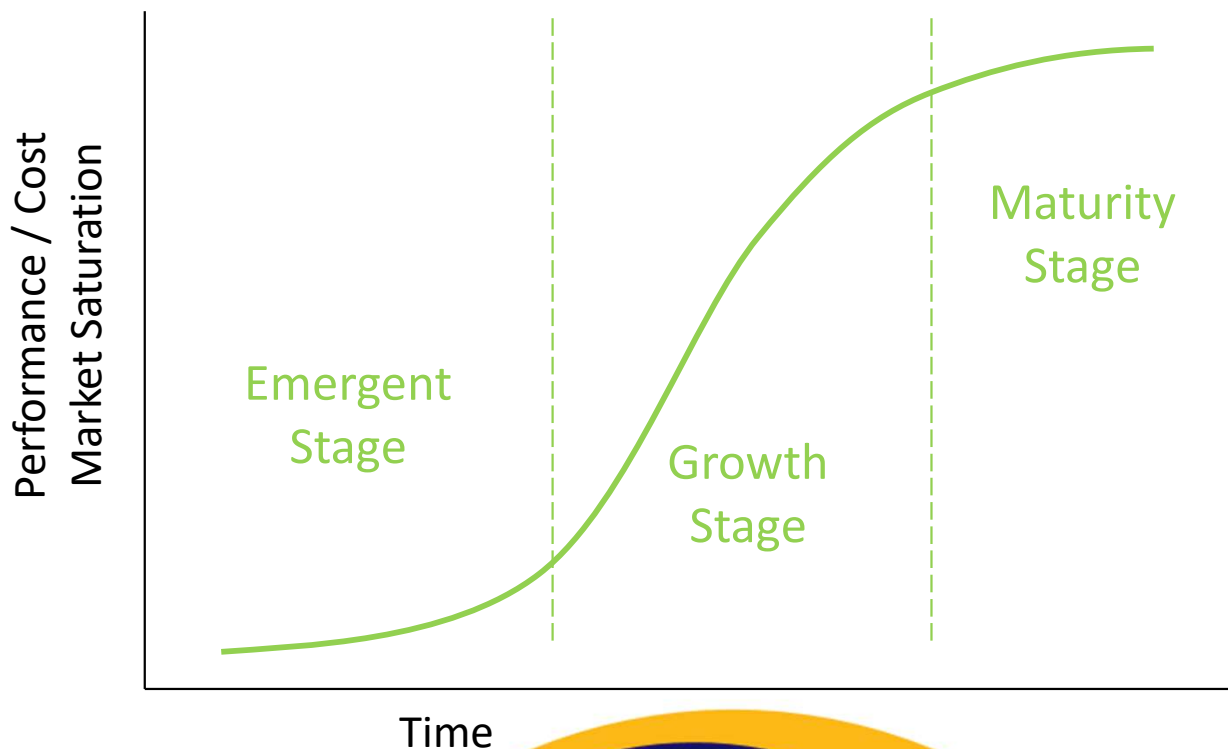 Performance / Cost
Market Saturation
Emergent
Stage
Growth
Stage
Maturity
Stage
Time